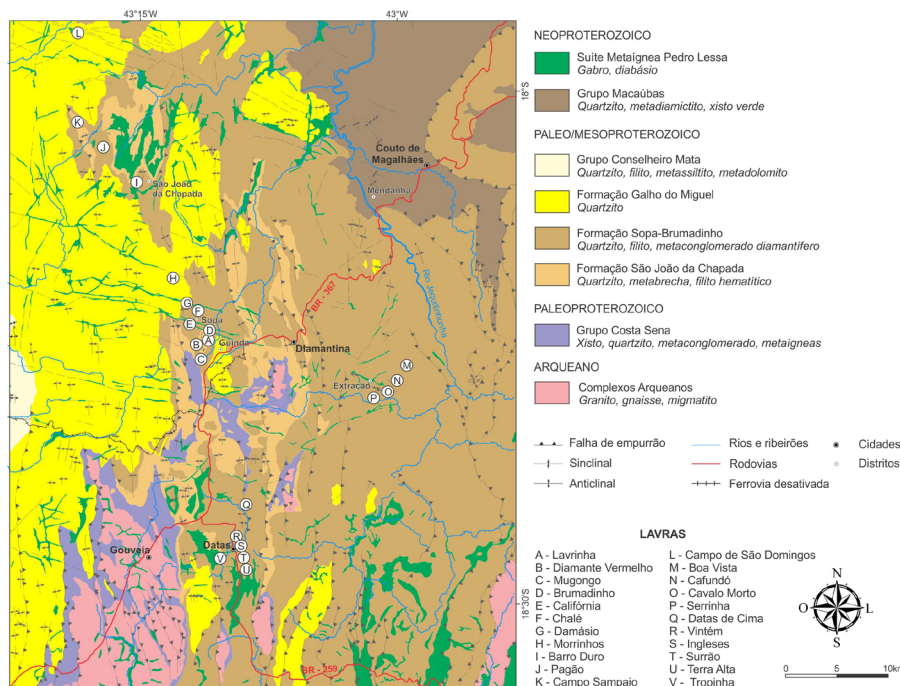 43°15W
43°W
18°S
18°30S
L
K
J
I
São João
da Chapada
Couto de
Magalhães
Mendanha
Rio Jequitinhonha
BR - 367
H
G
F
Sopa
E
D
A
B
Guinda
C
Diamantina
M
N
Extração
O
P
Q
R
Datas
S
V
T
U
Gouveia
BR - 259
NEOPROTEROZOICO
Suíte Metaígnea Pedro Lessa
Gabro, diabásio
Grupo Macaúbas
Quartzito, metadiamictito, xisto verde
PALEO/MESOPROTEROZOICO
Grupo Conselheiro Mata
Quartzito, filito, metassiltito, metadolomito
Formação Galho do Miguel
Quartzito
Formação Sopa-Brumadinho
Quartzito, filito, metaconglomerado diamantífero
Formação São João da Chapada
Quartzito, metabrecha, filito hematítico
PALEOPROTEROZOICO
Grupo Costa Sena
Xisto, quartzito, metaconglomerado, metaigneas
ARQUEANO
Complexos Arqueanos
Granito, gnaisse, migmatito
Falha de empurrão
Rios e ribeirões
Cidades
Sinclinal
Rodovias
Distritos
Anticlinal
Ferrovia desativada
LAVRAS
A - Lavrinha
B - Diamante Vermelho
C - Mugongo
D - Brumadinho
E - Califórnia
F - Chalé
G - Damásio
H - Morrinhos
I - Barro Duro
J - Pagão
K - Campo Sampaio
L - Campo de São Domingos
M - Boa Vista
N - Cafundó
O - Cavalo Morto
P - Serrinha
Q - Datas de Cima
R - Vintém
S - Ingleses
T - Surrão
U - Terra Alta
V - Tropinha
N
O
L
S
0 5 10km